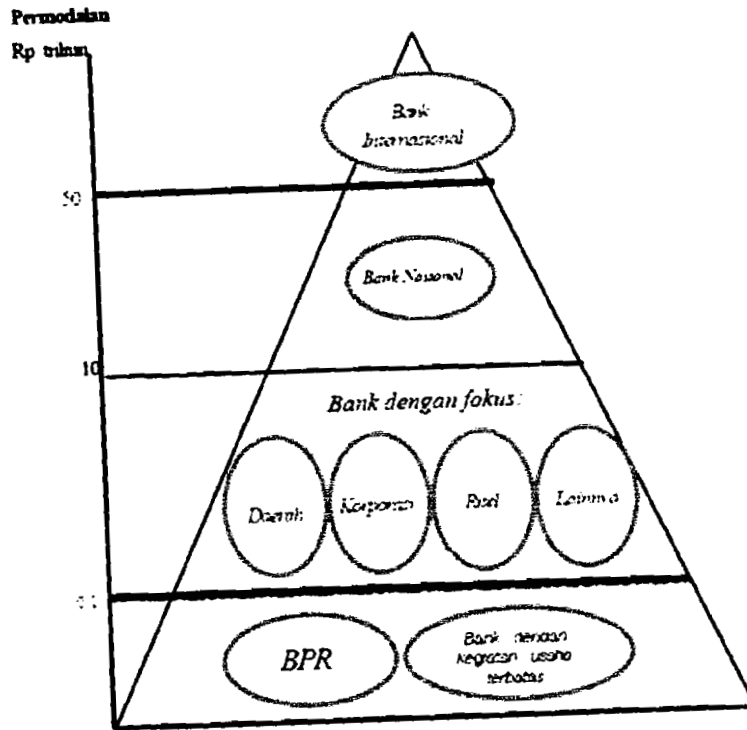 Permodalan
Rp triliun
Bank
Internasional
50
Bank Nasional
10
Bank dengan fokus:
Daerah
Korporasi
Ritel
Lainnya
BPR
Bank dengan
kegiatan usaha
terbatas